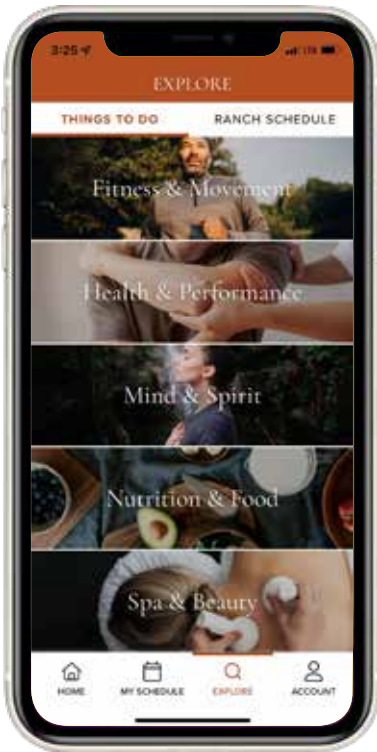 3:25
LTE
EXPLORE
THINGS TO DO
RANCH SCHEDULE
Fitness & Movement
Health & Performance
Mind & Spirit
Nutrition & Food
Spa & Beauty
HOME
MY SCHEDULE
EXPLORE
ACCOUNT